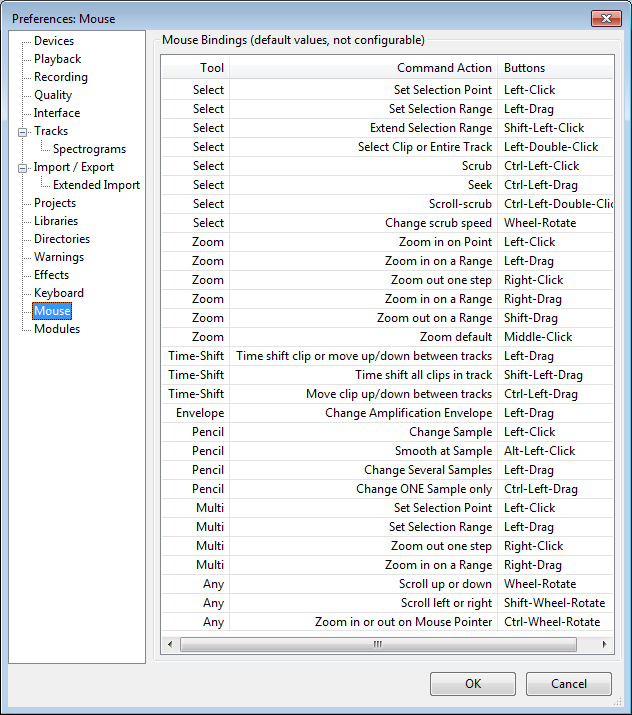 Preferences: Mouse
Devices
Playback
Recording
Quality
Interface
Tracks
Spectrograms
Import / Export
Extended Import
Projects
Libraries
Directories
Warnings
Effects
Keyboard
Mouse
Modules
Mouse Bindings (default values, not configurable)
Tool Command Action Buttons
Select Set Selection Point Left-Click
Select Set Selection Range Left-Drag
Select Extend Selection Range Shift-Left-Click
Select Select Clip or Entire Track Left-Double-Click
Select Scrub Ctrl-Left-Click
Select Seek Ctrl-Left-Drag
Select Scroll-scrub Ctrl-Left-Double-Clic
Select Change scrub speed Wheel-Rotate
Zoom Zoom in on Point Left-Click
Zoom Zoom in on a Range Left-Drag
Zoom Zoom out one step Right-Click
Zoom Zoom in on a Range Right-Drag
Zoom Zoom out on a Range Shift-Drag
Zoom Zoom default Middle-Click
Time-Shift Time shift clip or move up/down between tracks Left-Drag
Time-Shift Time shift all clips in track Shift-Left-Drag
Time-Shift Move clip up/down between tracks Ctrl-Left-Drag
Envelope Change Amplification Envelope Left-Drag
Pencil Change Sample Left-Click
Pencil Smooth at Sample Alt-Left-Click
Pencil Change Several Samples Left-Drag
Pencil Change ONE Sample only Ctrl-Left-Drag
Multi Set Selection Point Left-Click
Multi Set Selection Range Left-Drag
Multi Zoom out one step Right-Click
Multi Zoom in on a Range Right-Drag
Any Scroll up or down Wheel-Rotate
Any Scroll left or right Shift-Wheel-Rotate
Any Zoom in or out on Mouse Pointer Ctrl-Wheel-Rotate
OK Cancel